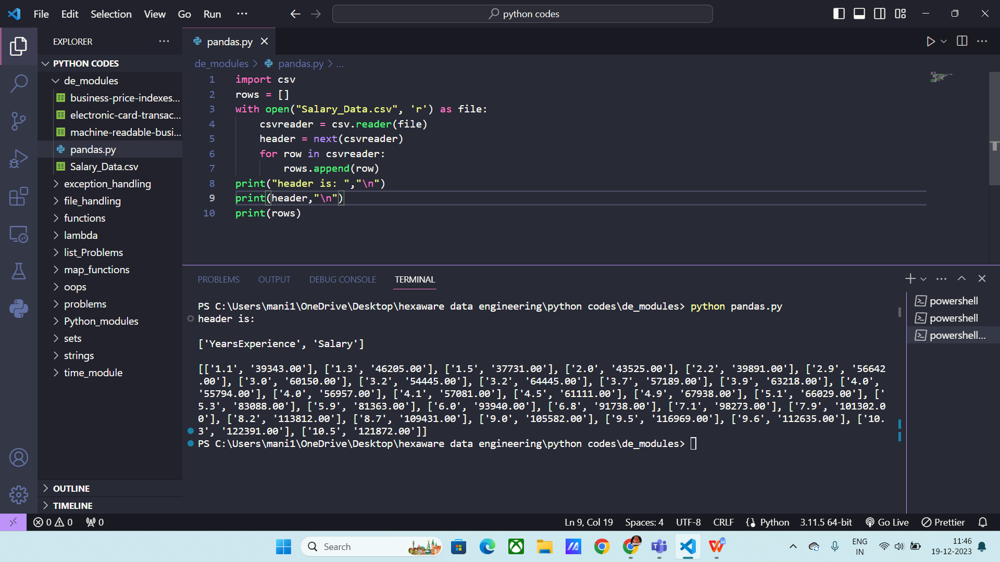 File Edit Selection View Go Run ··· python codes
EXPLORER ···
PYTHON CODES
de_modules
business-price-indexes...
electronic-card-transac...
machine-readable-busi...
pandas.py
Salary_Data.csv
exception_handling
file_handling
functions
lambda
list_Problems
map_functions
oops
problems
Python_modules
sets
strings
time_module
OUTLINE
TIMELINE
pandas.py
de_modules > pandas.py > ...
1 import csv
2 rows = []
3 with open("Salary_Data.csv", 'r') as file:
4 csvreader = csv.reader(file)
5 header = next(csvreader)
6 for row in csvreader:
7 rows.append(row)
8 print("header is: ","\n")
9 print(header,"\n")
10 print(rows)
PROBLEMS OUTPUT DEBUG CONSOLE TERMINAL
PS C:\Users\mani1\OneDrive\Desktop\hexaware data engineering\python codes\de_modules> python pandas.py
header is:
['YearsExperience', 'Salary']
[['1.1', '39343.00'], ['1.3', '46205.00'], ['1.5', '37731.00'], ['2.0', '43525.00'], ['2.2', '39891.00'], ['2.9', '56642
.00'], ['3.0', '60150.00'], ['3.2', '54445.00'], ['3.2', '64445.00'], ['3.7', '57189.00'], ['3.9', '63218.00'], ['4.0',
'55794.00'], ['4.0', '56957.00'], ['4.1', '57081.00'], ['4.5', '61111.00'], ['4.9', '67938.00'], ['5.1', '66029.00'], ['
5.3', '83088.00'], ['5.9', '81363.00'], ['6.0', '93940.00'], ['6.8', '91738.00'], ['7.1', '98273.00'], ['7.9', '101302.0
0'], ['8.2', '113812.00'], ['8.7', '109431.00'], ['9.0', '105582.00'], ['9.5', '116969.00'], ['9.6', '112635.00'], ['10.
3', '122391.00'], ['10.5', '121872.00']]
PS C:\Users\mani1\OneDrive\Desktop\hexaware data engineering\python codes\de_modules>
powershell
powershell
powershell...
0 0 0 Ln 9, Col 19 Spaces: 4 UTF-8 CRLF Python 3.11.5 64-bit Go Live Prettier
Search
ENG
IN
11:46
19-12-2023